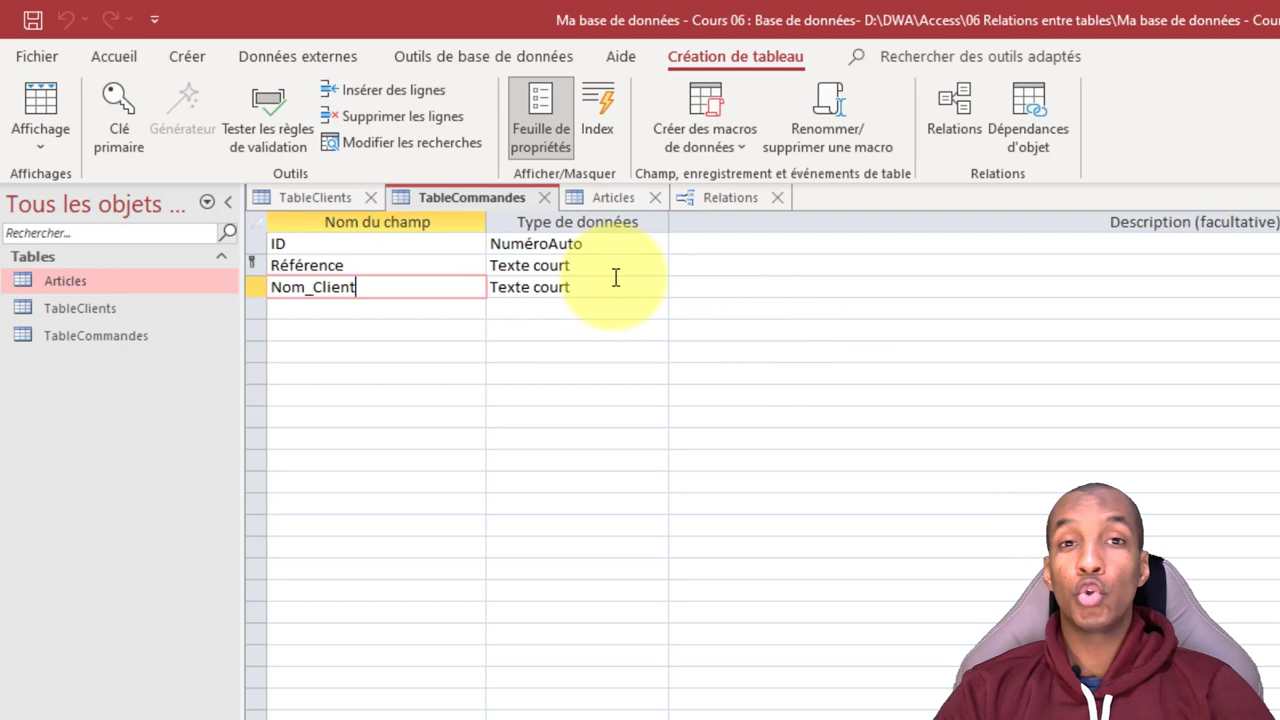 Ma base de données - Cours 06 : Base de données- D:\DWA\Access\06 Relations entre tables\Ma base de données - Cou
Fichier Accueil Créer Données externes Outils de base de données Aide Création de tableau Rechercher des outils adaptés
Affichage
Clé primaire
Générateur
Tester les règles de validation
Insérer des lignes
Supprimer les lignes
Modifier les recherches
Feuille de propriétés
Index
Créer des macros de données
Renommer/ supprimer une macro
Relations
Dépendances d'objet
Affichages Outils Afficher/Masquer Champ, enregistrement et événements de table Relations
Tous les objets ...
Rechercher...
Tables
Articles
TableClients
TableCommandes
TableClients TableCommandes Articles Relations
Nom du champ Type de données Description (facultative)
ID NuméroAuto
Référence Texte court
Nom_Client Texte court